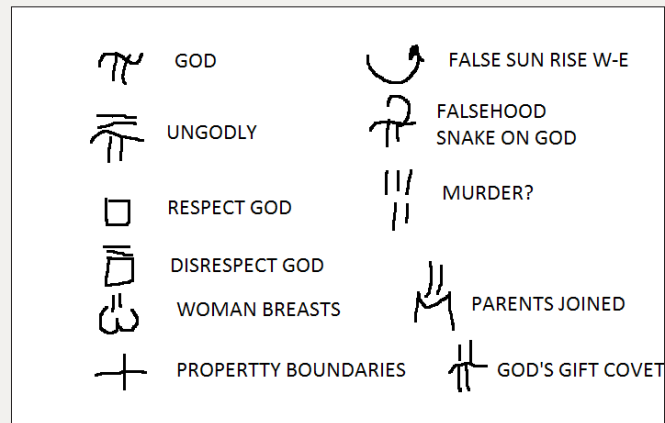 GOD
UNGODLY
RESPECT GOD
DISRESPECT GOD
WOMAN BREASTS
PROPERTTY BOUNDARIES
FALSE SUN RISE W-E
FALSEHOOD
SNAKE ON GOD
MURDER?
PARENTS JOINED
GOD'S GIFT COVET